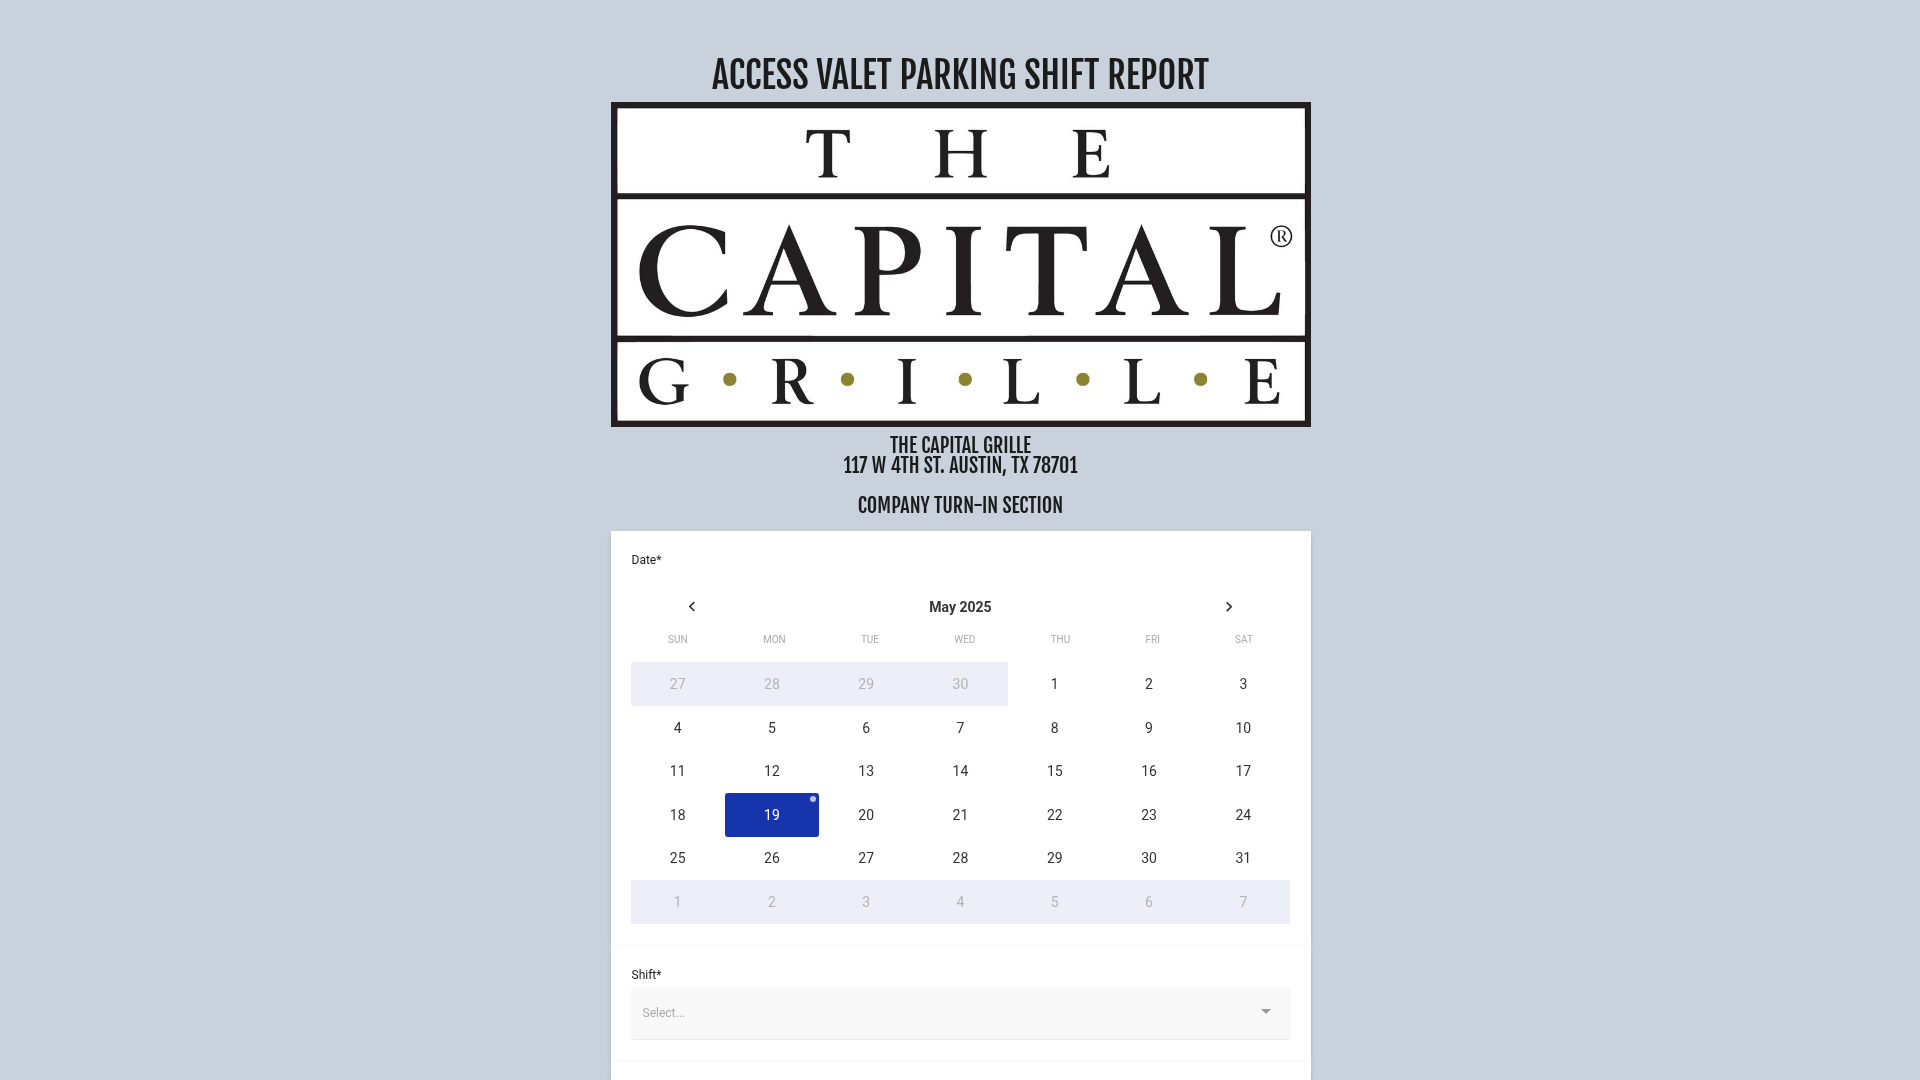 ACCESS VALET PARKING SHIFT REPORT
T H E
CAPITAL®
G•R•I•L•L•E
THE CAPITAL GRILLE
117 W 4TH ST. AUSTIN, TX 78701
COMPANY TURN-IN SECTION
Date*
May 2025
SUN MON TUE WED THU FRI SAT
27 28 29 30 1 2 3
4 5 6 7 8 9 10
11 12 13 14 15 16 17
18 19 20 21 22 23 24
25 26 27 28 29 30 31
1 2 3 4 5 6 7
Shift*
Select...